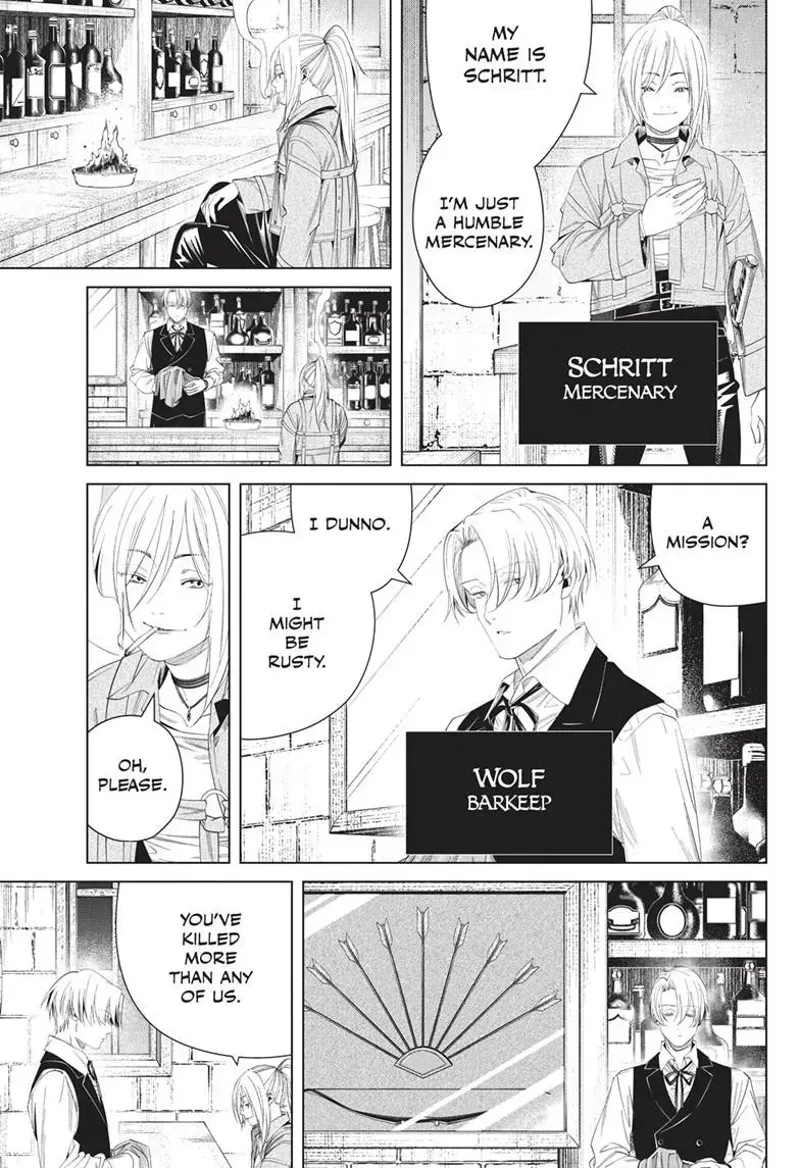 MY
NAME IS
SCHRITT.
I'M JUST
A HUMBLE
MERCENARY.
SCHRITT
MERCENARY
A
MISSION?
I DUNNO.
I
MIGHT
BE
RUSTY.
WOLF
BARKEEP
OH,
PLEASE.
YOU'VE
KILLED
MORE
THAN ANY
OF US.